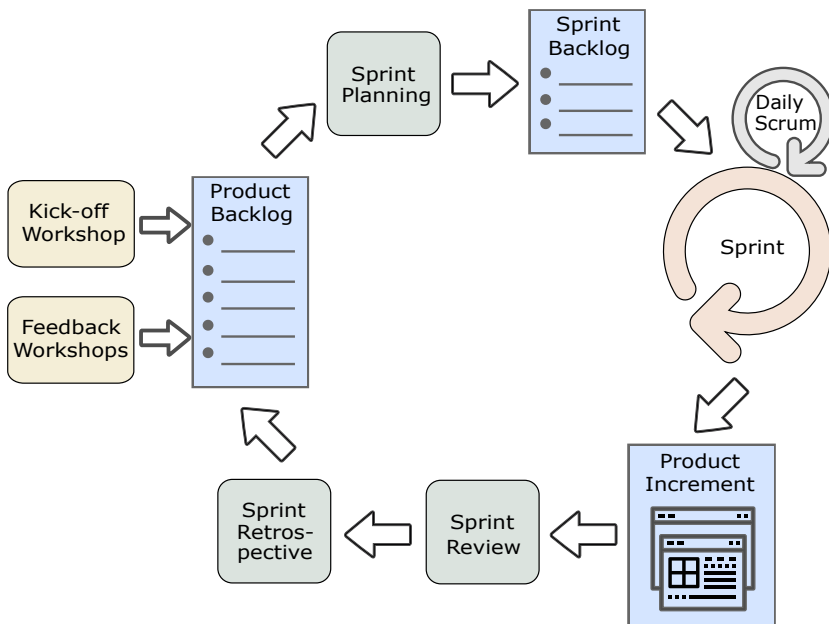 Sprint
Planning
Sprint
Backlog
Daily
Scrum
Kick-off
Workshop
Product
Backlog
Sprint
Feedback
Workshops
Product
Increment
Sprint
Retros-
pective
Sprint
Review